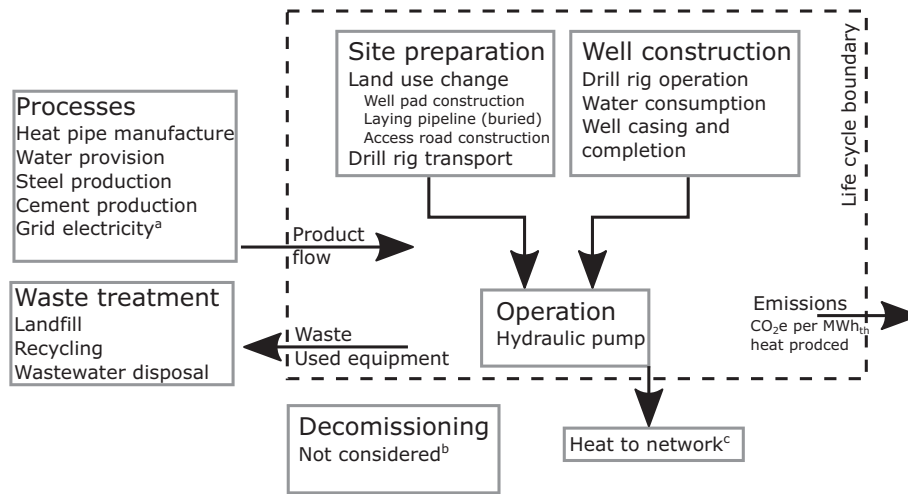 Site preparation
Land use change
Well pad construction
Laying pipeline (buried)
Access road construction
Drill rig transport
Well construction
Drill rig operation
Water consumption
Well casing and
completion
Life cycle boundary
Processes
Heat pipe manufacture
Water provision
Steel production
Cement production
Grid electricityᵃ
Product
flow
Waste treatment
Landfill
Recycling
Wastewater disposal
Waste
Used equipment
Operation
Hydraulic pump
Emissions
CO₂e per MWhₜₕ
heat prodced
Decomissioning
Not consideredᵇ
Heat to networkᶜ